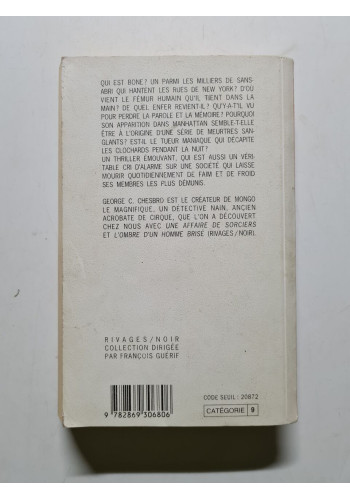 QUI EST BONE? UN PARMI LES MILLIERS DE SANS-
ABRI QUI HANTENT LES RUES DE NEW YORK? D'OÙ
VIENT LE FÉMUR HUMAIN QU'IL TIENT DANS LA
MAIN? DE QUEL ENFER REVIENT-IL? QU'Y-A-T'IL VU
POUR PERDRE LA PAROLE ET LA MÉMOIRE? POURQUOI
SON APPARITION DANS MANHATTAN SEMBLE-T-ELLE
ÊTRE À L'ORIGINE D'UNE SÉRIE DE MEURTRES SAN-
GLANTS? EST-IL LE TUEUR MANIAQUE QUI DÉCAPITE
LES CLOCHARDS PENDANT LA NUIT?
UN THRILLER ÉMOUVANT, QUI EST AUSSI UN VÉRI-
TABLE CRI D'ALARME SUR UNE SOCIÉTÉ QUI LAISSE
MOURIR QUOTIDIENNEMENT DE FAIM ET DE FROID
SES MEMBRES LES PLUS DÉMUNIS.
GEORGE C. CHESBRO EST LE CRÉATEUR DE MONGO
LE MAGNIFIQUE, UN DÉTECTIVE NAIN, ANCIEN
ACROBATE DE CIRQUE, QUE L'ON A DÉCOUVERT
CHEZ NOUS AVEC UNE AFFAIRE DE SORCIERS
ET L'OMBRE D'UN HOMME BRISÉ (RIVAGES/NOIR).
RIVAGES/NOIR
COLLECTION DIRIGÉE
PAR FRANÇOIS GUÉRIF
CODE SEUIL : 20872
CATÉGORIE 9
9 782869 306806